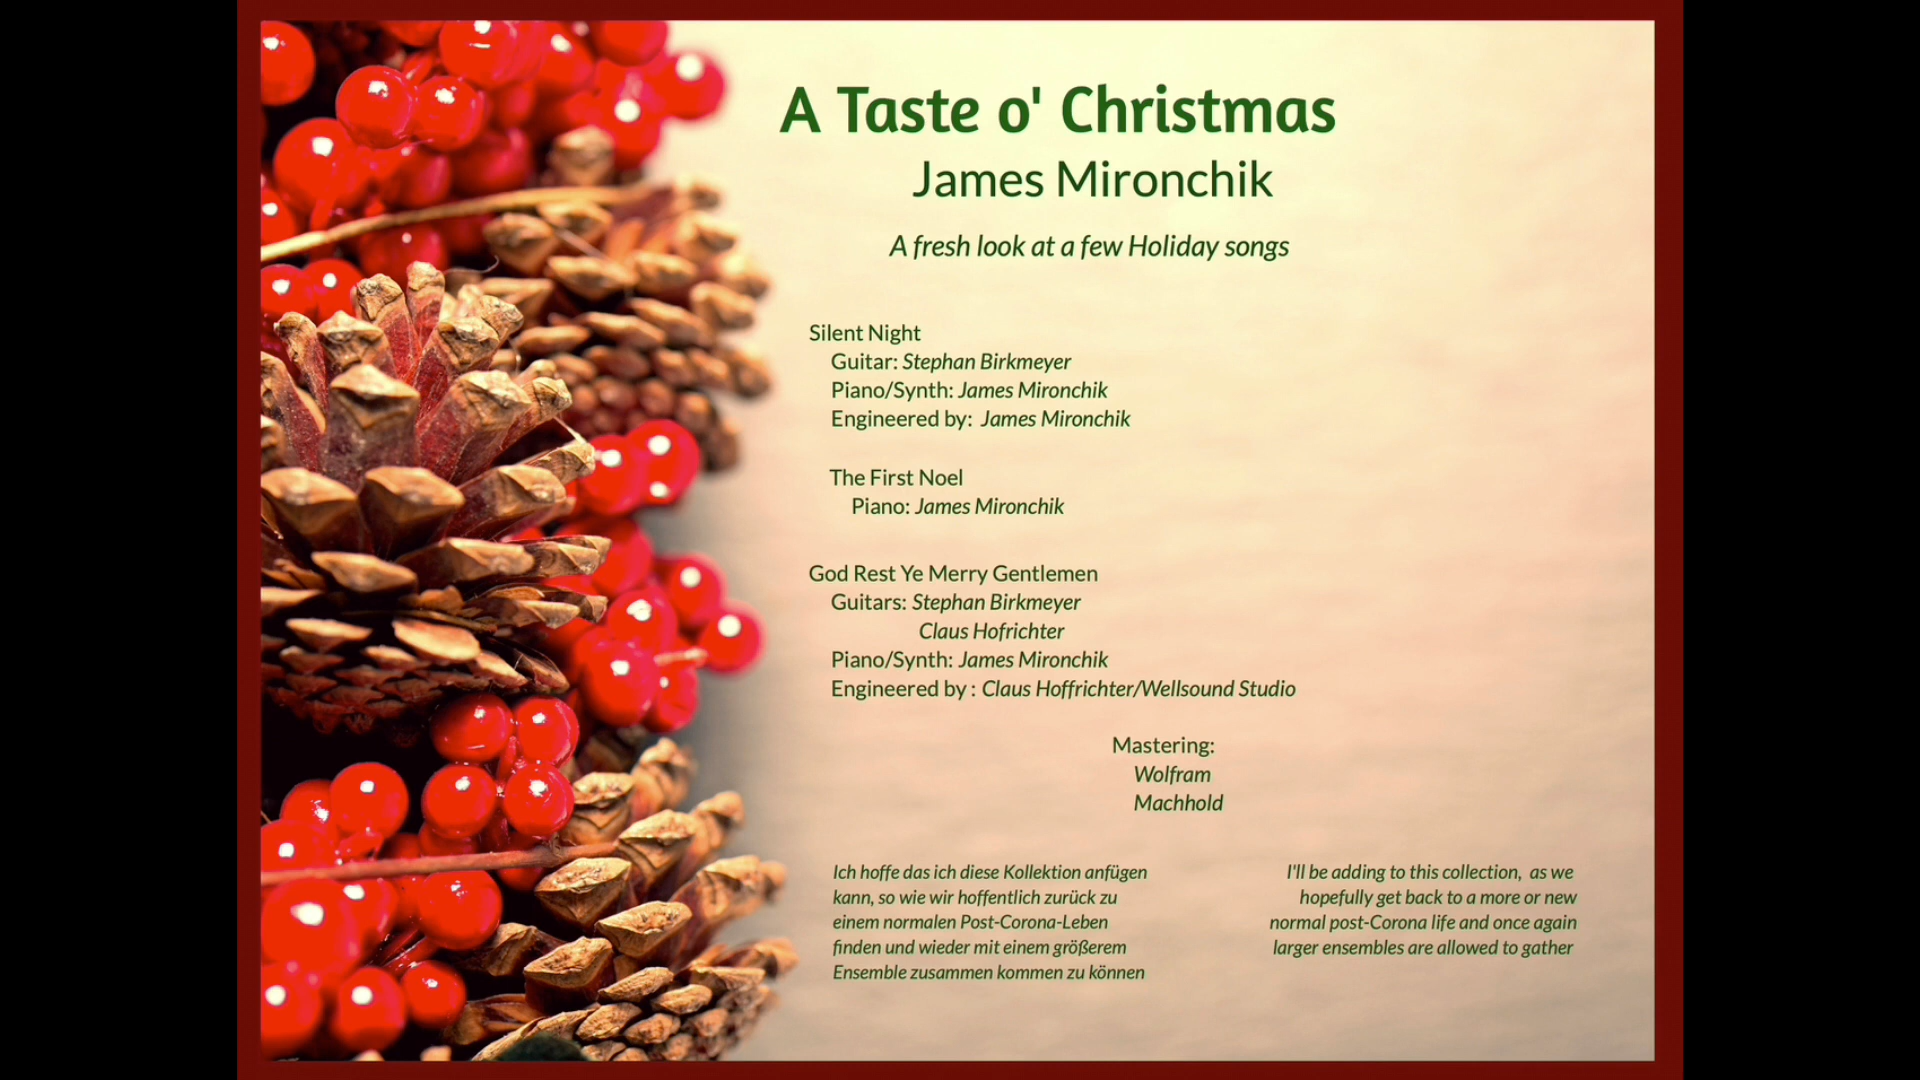 A Taste o' Christmas
James Mironchik
A fresh look at a few Holiday songs
Silent Night
Guitar: Stephan Birkmeyer
Piano/Synth: James Mironchik
Engineered by: James Mironchik
The First Noel
Piano: James Mironchik
God Rest Ye Merry Gentlemen
Guitars: Stephan Birkmeyer
Claus Hofrichter
Piano/Synth: James Mironchik
Engineered by : Claus Hoffrichter/Wellsound Studio
Mastering:
Wolfram
Machhold
Ich hoffe das ich diese Kollektion anfügen
kann, so wie wir hoffentlich zurück zu
einem normalen Post-Corona-Leben
finden und wieder mit einem größerem
Ensemble zusammen kommen zu können
I'll be adding to this collection, as we
hopefully get back to a more or new
normal post-Corona life and once again
larger ensembles are allowed to gather